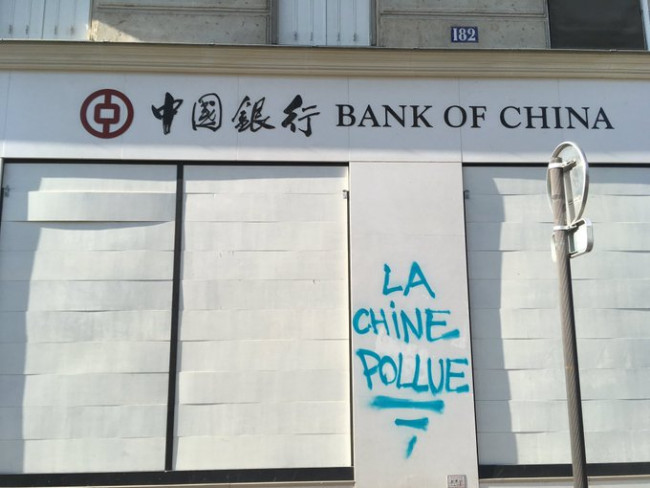 182
中国銀行 BANK OF CHINA
LA
CHiNE
POLLUE